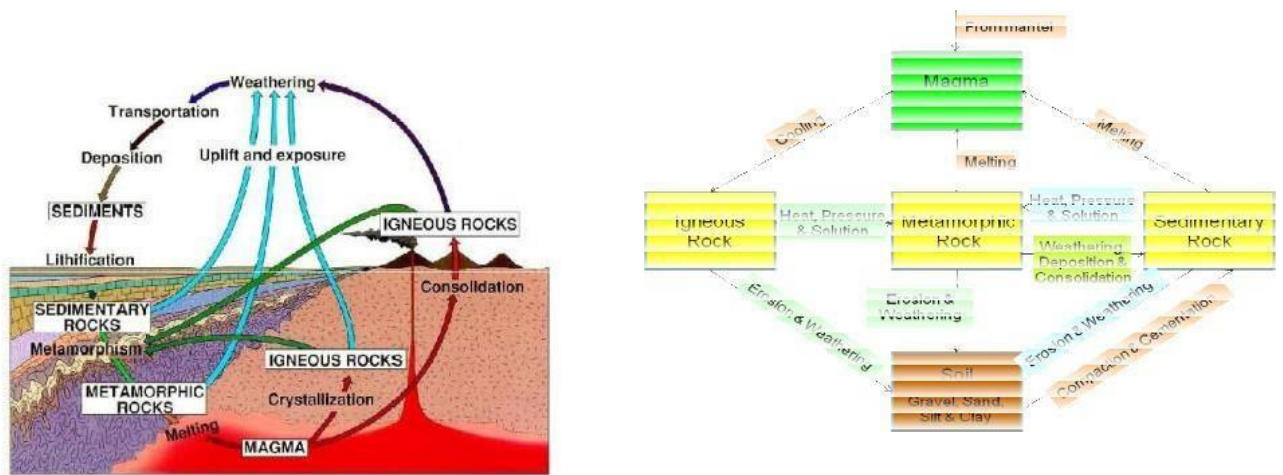 Weathering
Transportation
Deposition
Uplift and exposure
SEDIMENTS
IGNEOUS ROCKS
Lithification
Consolidation
SEDIMENTARY
ROCKS
Metamorphism
IGNEOUS ROCKS
METAMORPHIC
ROCKS
Crystallization
Melting
MAGMA
From mantel
Magma
Cooling
Melting
Melting
Igneous
Rock
Heat, Pressure
& Solution
Metamorphic
Rock
Heat, Pressure
& Solution
Sedimentary
Rock
Weathering
Deposition &
Consolidation
Erosion & Weathering
Erosion &
Weathering
Erosion & Weathering
Compaction & Cementation
Soil
Gravel, Sand,
Silt & Clay